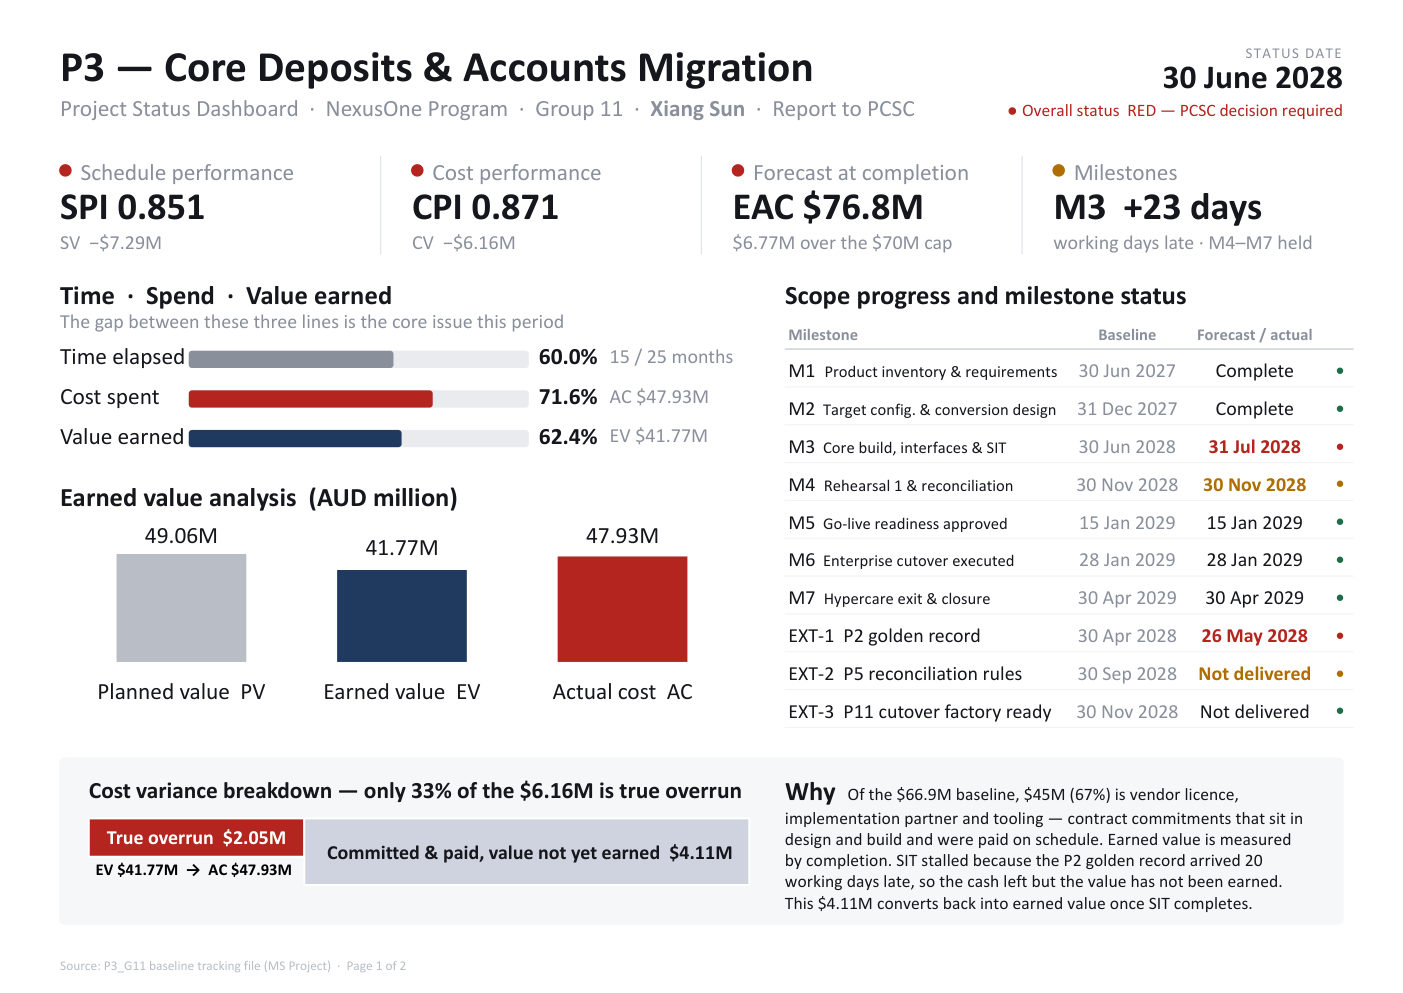 P3 — Core Deposits & Accounts Migration
Project Status Dashboard · NexusOne Program · Group 11 · Xiang Sun · Report to PCSC
STATUS DATE
30 June 2028
● Overall status RED — PCSC decision required
Schedule performance
SPI 0.851
SV −$7.29M
Cost performance
CPI 0.871
CV −$6.16M
Forecast at completion
EAC $76.8M
$6.77M over the $70M cap
Milestones
M3 +23 days
working days late · M4–M7 held
Time · Spend · Value earned
The gap between these three lines is the core issue this period
Time elapsed 60.0% 15 / 25 months
Cost spent 71.6% AC $47.93M
Value earned 62.4% EV $41.77M
Earned value analysis (AUD million)
49.06M 41.77M 47.93M
Planned value PV Earned value EV Actual cost AC
Scope progress and milestone status
Milestone Baseline Forecast / actual
M1 Product inventory & requirements 30 Jun 2027 Complete ●
M2 Target config. & conversion design 31 Dec 2027 Complete ●
M3 Core build, interfaces & SIT 30 Jun 2028 31 Jul 2028 ●
M4 Rehearsal 1 & reconciliation 30 Nov 2028 30 Nov 2028 ●
M5 Go-live readiness approved 15 Jan 2029 15 Jan 2029 ●
M6 Enterprise cutover executed 28 Jan 2029 28 Jan 2029 ●
M7 Hypercare exit & closure 30 Apr 2029 30 Apr 2029 ●
EXT-1 P2 golden record 30 Apr 2028 26 May 2028 ●
EXT-2 P5 reconciliation rules 30 Sep 2028 Not delivered ●
EXT-3 P11 cutover factory ready 30 Nov 2028 Not delivered ●
Cost variance breakdown — only 33% of the $6.16M is true overrun
True overrun $2.05M
EV $41.77M → AC $47.93M
Committed & paid, value not yet earned $4.11M
Why Of the $66.9M baseline, $45M (67%) is vendor licence,
implementation partner and tooling — contract commitments that sit in
design and build and were paid on schedule. Earned value is measured
by completion. SIT stalled because the P2 golden record arrived 20
working days late, so the cash left but the value has not been earned.
This $4.11M converts back into earned value once SIT completes.
Source: P3_G11 baseline tracking file (MS Project) · Page 1 of 2